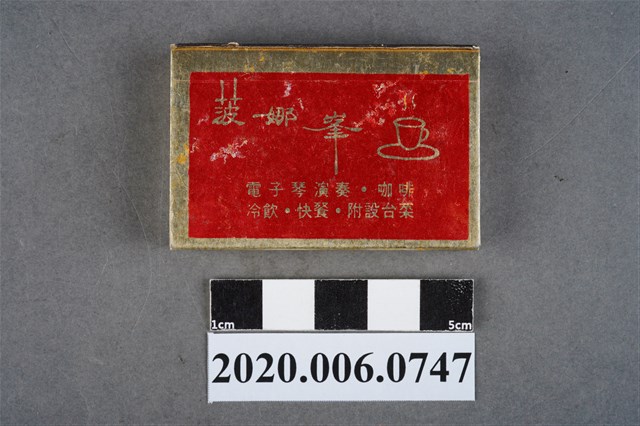 菠娜峯
電子琴演奏・咖啡
冷飲・快餐・附設台菜
1cm 5cm
2020.006.0747